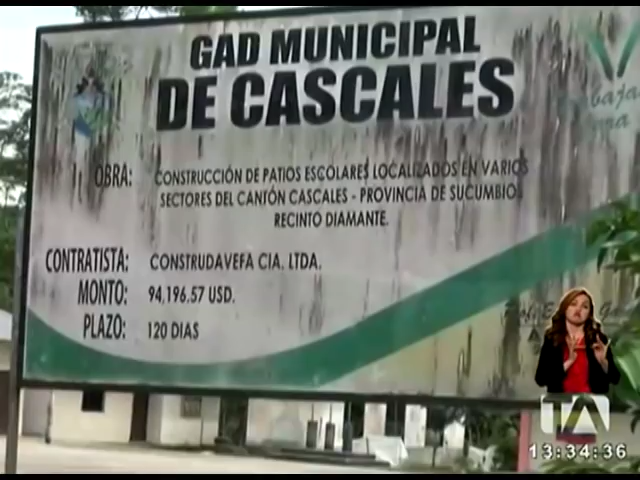 GAD MUNICIPAL
DE CASCALES
OBRA: CONSTRUCCIÓN DE PATIOS ESCOLARES LOCALIZADOS EN VARIOS
SECTORES DEL CANTÓN CASCALES - PROVINCIA DE SUCUMBIOS
RECINTO DIAMANTE.
CONTRATISTA: CONSTRUDAVEFA CIA. LTDA.
MONTO: 94,196.57 USD.
PLAZO: 120 DIAS
TA
13:34:36